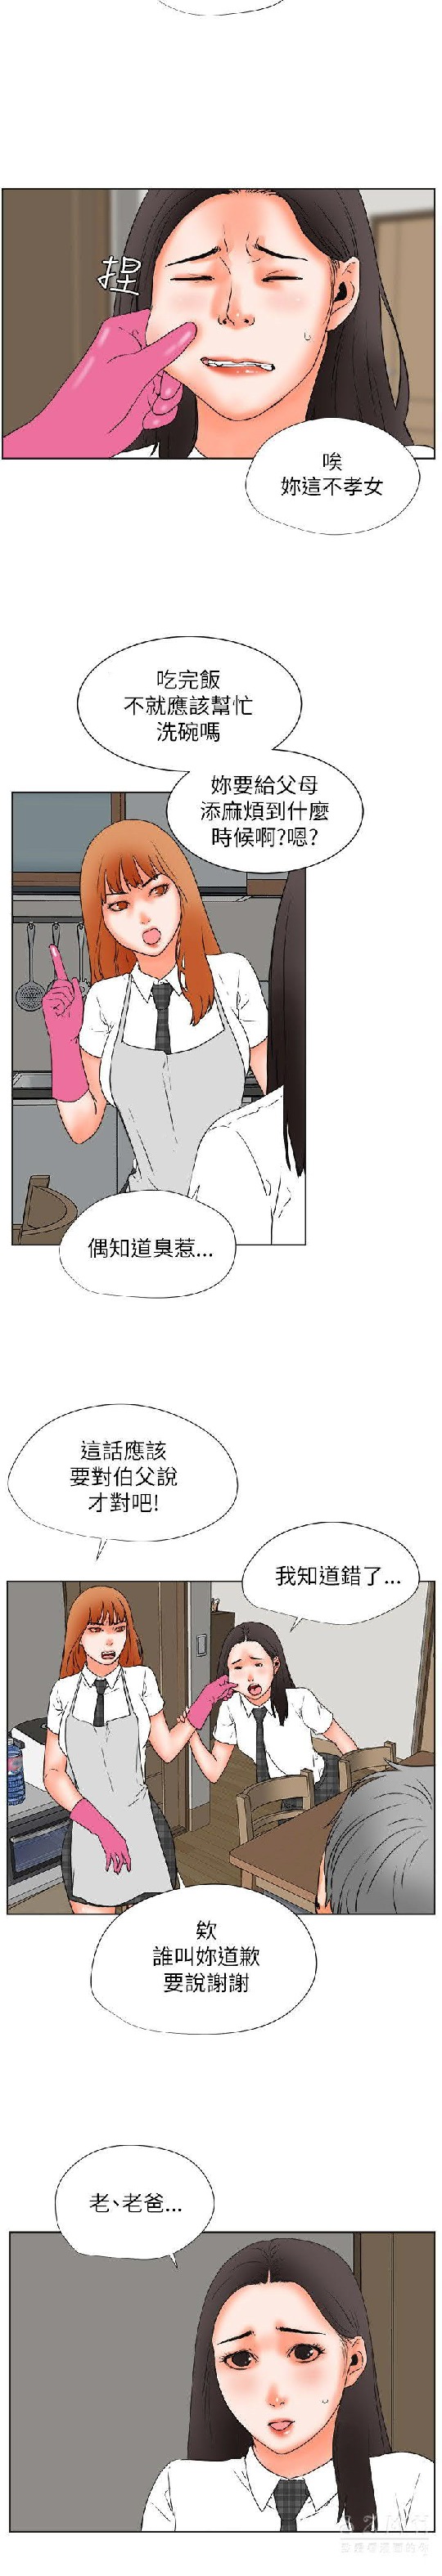 捏
唉
妳這不孝女
吃完飯
不就應該幫忙
洗碗嗎
妳要給父母
添麻煩到什麼
時候啊?嗯?
偶知道臭惹...
這話應該
要對伯父說
才對吧!
我知道錯了...
欸
誰叫妳道歉
要說謝謝
老、老爸...